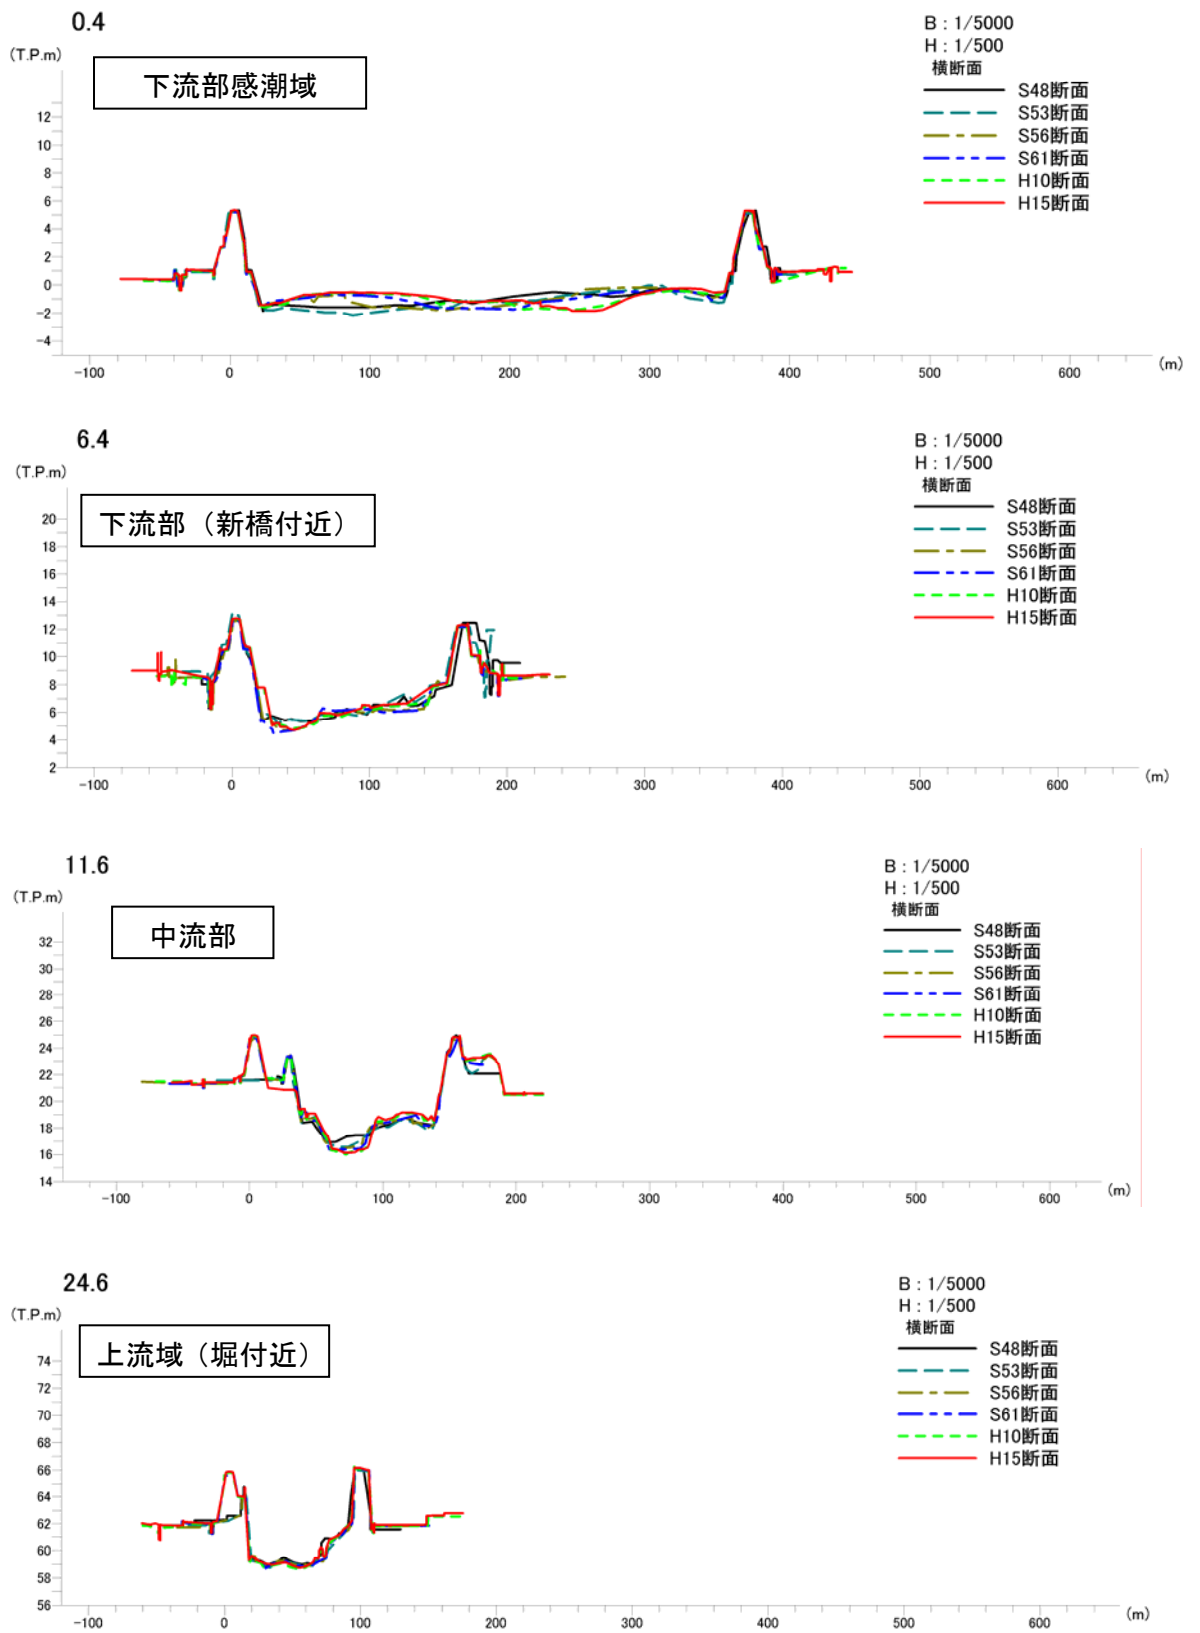 0.4
(T.P.m)
下流部感潮域
B : 1/5000
H : 1/500
横断面
S48断面
S53断面
S56断面
S61断面
H10断面
H15断面
12
10
8
6
4
2
0
-2
-4
-100 0 100 200 300 400 500 600 (m)
6.4
(T.P.m)
下流部（新橋付近）
B : 1/5000
H : 1/500
横断面
S48断面
S53断面
S56断面
S61断面
H10断面
H15断面
20
18
16
14
12
10
8
6
4
2
-100 0 100 200 300 400 500 600 (m)
11.6
(T.P.m)
中流部
B : 1/5000
H : 1/500
横断面
S48断面
S53断面
S56断面
S61断面
H10断面
H15断面
32
30
28
26
24
22
20
18
16
14
-100 0 100 200 300 400 500 600 (m)
24.6
(T.P.m)
上流域（堀付近）
B : 1/5000
H : 1/500
横断面
S48断面
S53断面
S56断面
S61断面
H10断面
H15断面
74
72
70
68
66
64
62
60
58
56
-100 0 100 200 300 400 500 600 (m)